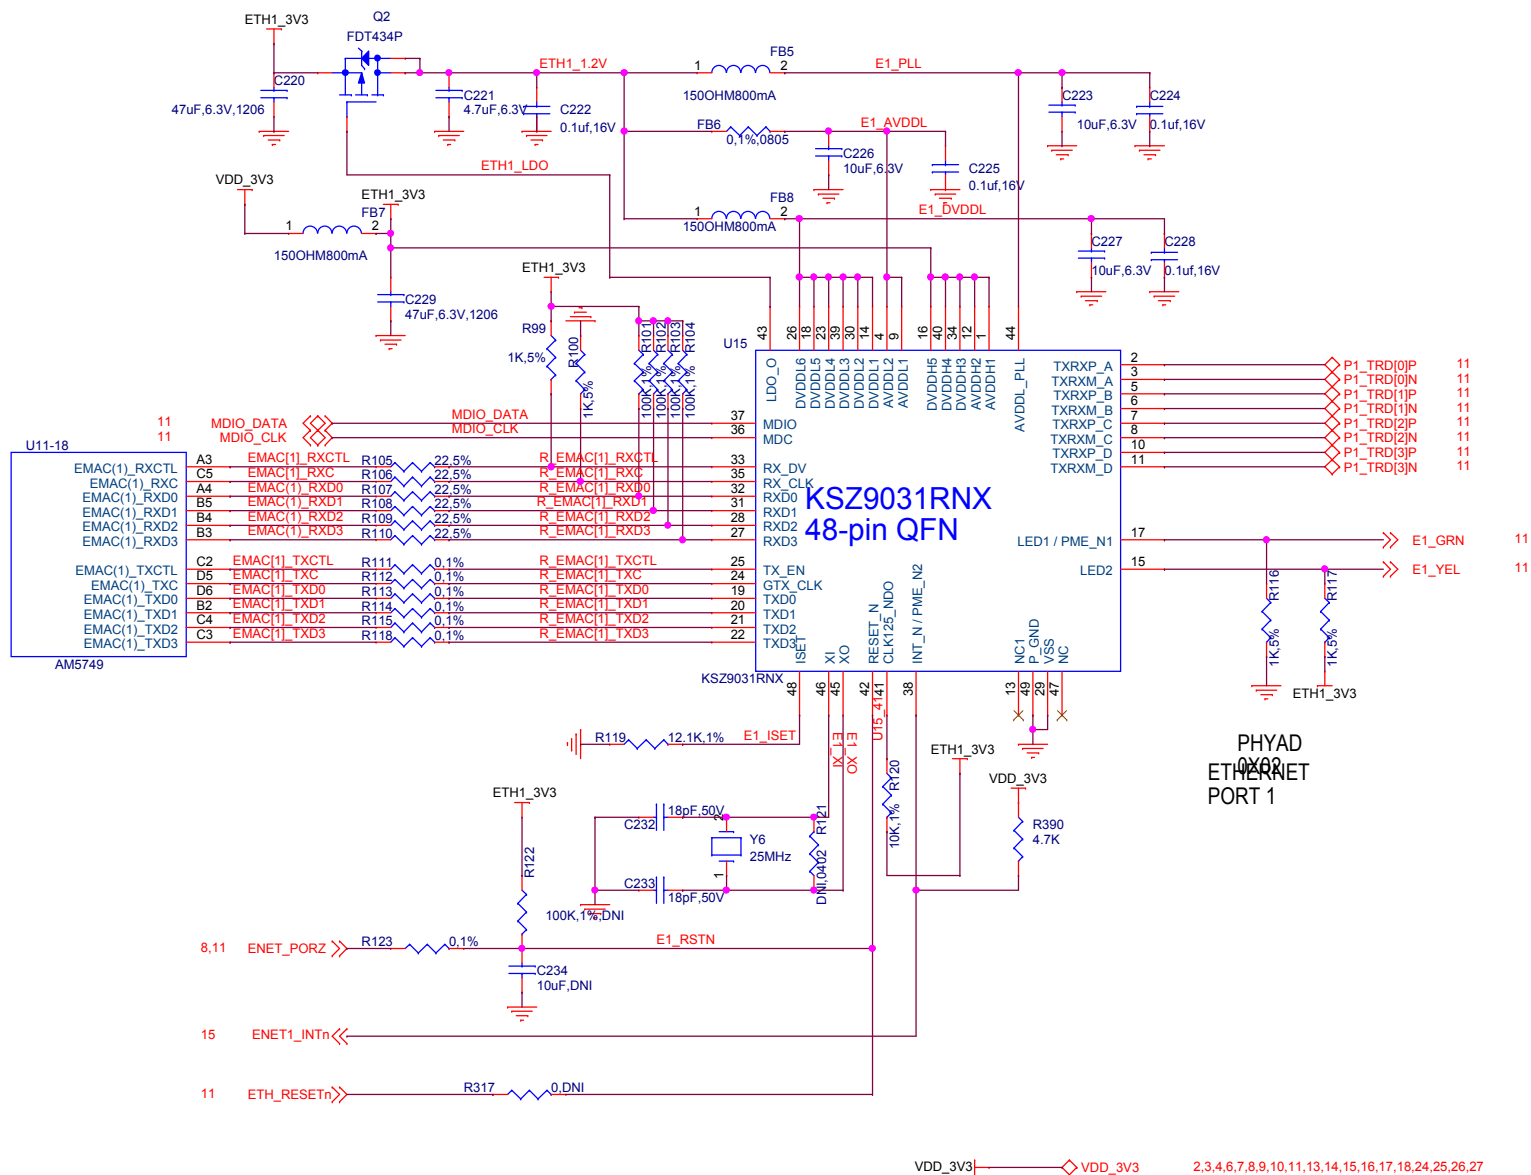 ETH1_3V3
Q2
FDT434P
C220
47uF,6.3V,1206
C221
4.7uF,6.3V
C222
0.1uf,16V
ETH1_1.2V
FB5
1 2
150OHM800mA
E1_PLL
C223
10uF,6.3V
C224
0.1uf,16V
FB6
0,1%,0805
E1_AVDDL
C226
10uF,6.3V
C225
0.1uf,16V
ETH1_LDO
VDD_3V3
ETH1_3V3
FB7
1 2
150OHM800mA
FB8
1 2
150OHM800mA
E1_DVDDL
C227
10uF,6.3V
C228
0.1uf,16V
C229
47uF,6.3V,1206
ETH1_3V3
R99
1K,5%
R100
1K,5%
R101
100K,1%
R102
100K,1%
R103
100K,1%
R104
100K,1%
U15
43 26 18 23 39 30 14 4 9 16 40 34 12 1 44
LDO_O
DVDDL6
DVDDL5
DVDDL4
DVDDL3
DVDDL2
DVDDL1
AVDDL2
AVDDL1
DVDDH5
DVDDH4
DVDDH3
AVDDH2
AVDDH1
AVDDL_PLL
TXRXP_A 2 P1_TRD[0]P 11
TXRXM_A 3 P1_TRD[0]N 11
TXRXP_B 5 P1_TRD[1]P 11
TXRXM_B 6 P1_TRD[1]N 11
TXRXP_C 7 P1_TRD[2]P 11
TXRXM_C 8 P1_TRD[2]N 11
TXRXP_D 10 P1_TRD[3]P 11
TXRXM_D 11 P1_TRD[3]N 11
11 MDIO_DATA MDIO_DATA 37 MDIO
11 MDIO_CLK MDIO_CLK 36 MDC
U11-18
EMAC(1)_RXCTL A3 EMAC[1]_RXCTL R105 22,5% R_EMAC[1]_RXCTL 33 RX_DV
EMAC(1)_RXC C5 EMAC[1]_RXC R106 22,5% R_EMAC[1]_RXC 35 RX_CLK
EMAC(1)_RXD0 A4 EMAC(1)_RXD0 R107 22,5% R_EMAC[1]_RXD0 32 RXD0
EMAC(1)_RXD1 B5 EMAC(1)_RXD1 R108 22,5% R_EMAC[1]_RXD1 31 RXD1
EMAC(1)_RXD2 B4 EMAC(1)_RXD2 R109 22,5% R_EMAC[1]_RXD2 28 RXD2
EMAC(1)_RXD3 B3 EMAC(1)_RXD3 R110 22,5% R_EMAC[1]_RXD3 27 RXD3
EMAC(1)_TXCTL C2 EMAC[1]_TXCTL R111 0,1% R_EMAC[1]_TXCTL 25 TX_EN
EMAC(1)_TXC D5 EMAC[1]_TXC R112 0,1% R_EMAC[1]_TXC 24 GTX_CLK
EMAC(1)_TXD0 D6 EMAC[1]_TXD0 R113 0,1% R_EMAC[1]_TXD0 19 TXD0
EMAC(1)_TXD1 B2 EMAC[1]_TXD1 R114 0,1% R_EMAC[1]_TXD1 20 TXD1
EMAC(1)_TXD2 C4 EMAC[1]_TXD2 R115 0,1% R_EMAC[1]_TXD2 21 TXD2
EMAC(1)_TXD3 C3 EMAC[1]_TXD3 R118 0,1% R_EMAC[1]_TXD3 22 TXD3
AM5749
KSZ9031RNX
48-pin QFN
LED1 / PME_N1 17 E1_GRN 11
LED2 15 E1_YEL 11
R116
1K,5%
R117
1K,5%
ETH1_3V3
ISET
XI
XO
RESET_N
CLK125_NDO
INT_N / PME_N2
NC1
P_GND
VSS
NC
KSZ9031RNX
48 46 45 42 41 38 13 49 29 47
R119 12.1K,1% E1_ISET
E1_XI
E1_XO
U15_41
ETH1_3V3
R120
10K,1%
VDD_3V3
R390
4.7K
PHYAD
0X02
ETHERNET
PORT 1
ETH1_3V3
R122
100K,1%,DNI
C232
18pF,50V
2
Y6
25MHz
1
C233
18pF,50V
R121
DNI,0402
8,11 ENET_PORZ R123 0,1% E1_RSTN
C234
10uF,DNI
15 ENET1_INTn
11 ETH_RESETn R317 0,DNI
VDD_3V3 VDD_3V3 2,3,4,6,7,8,9,10,11,13,14,15,16,17,18,24,25,26,27